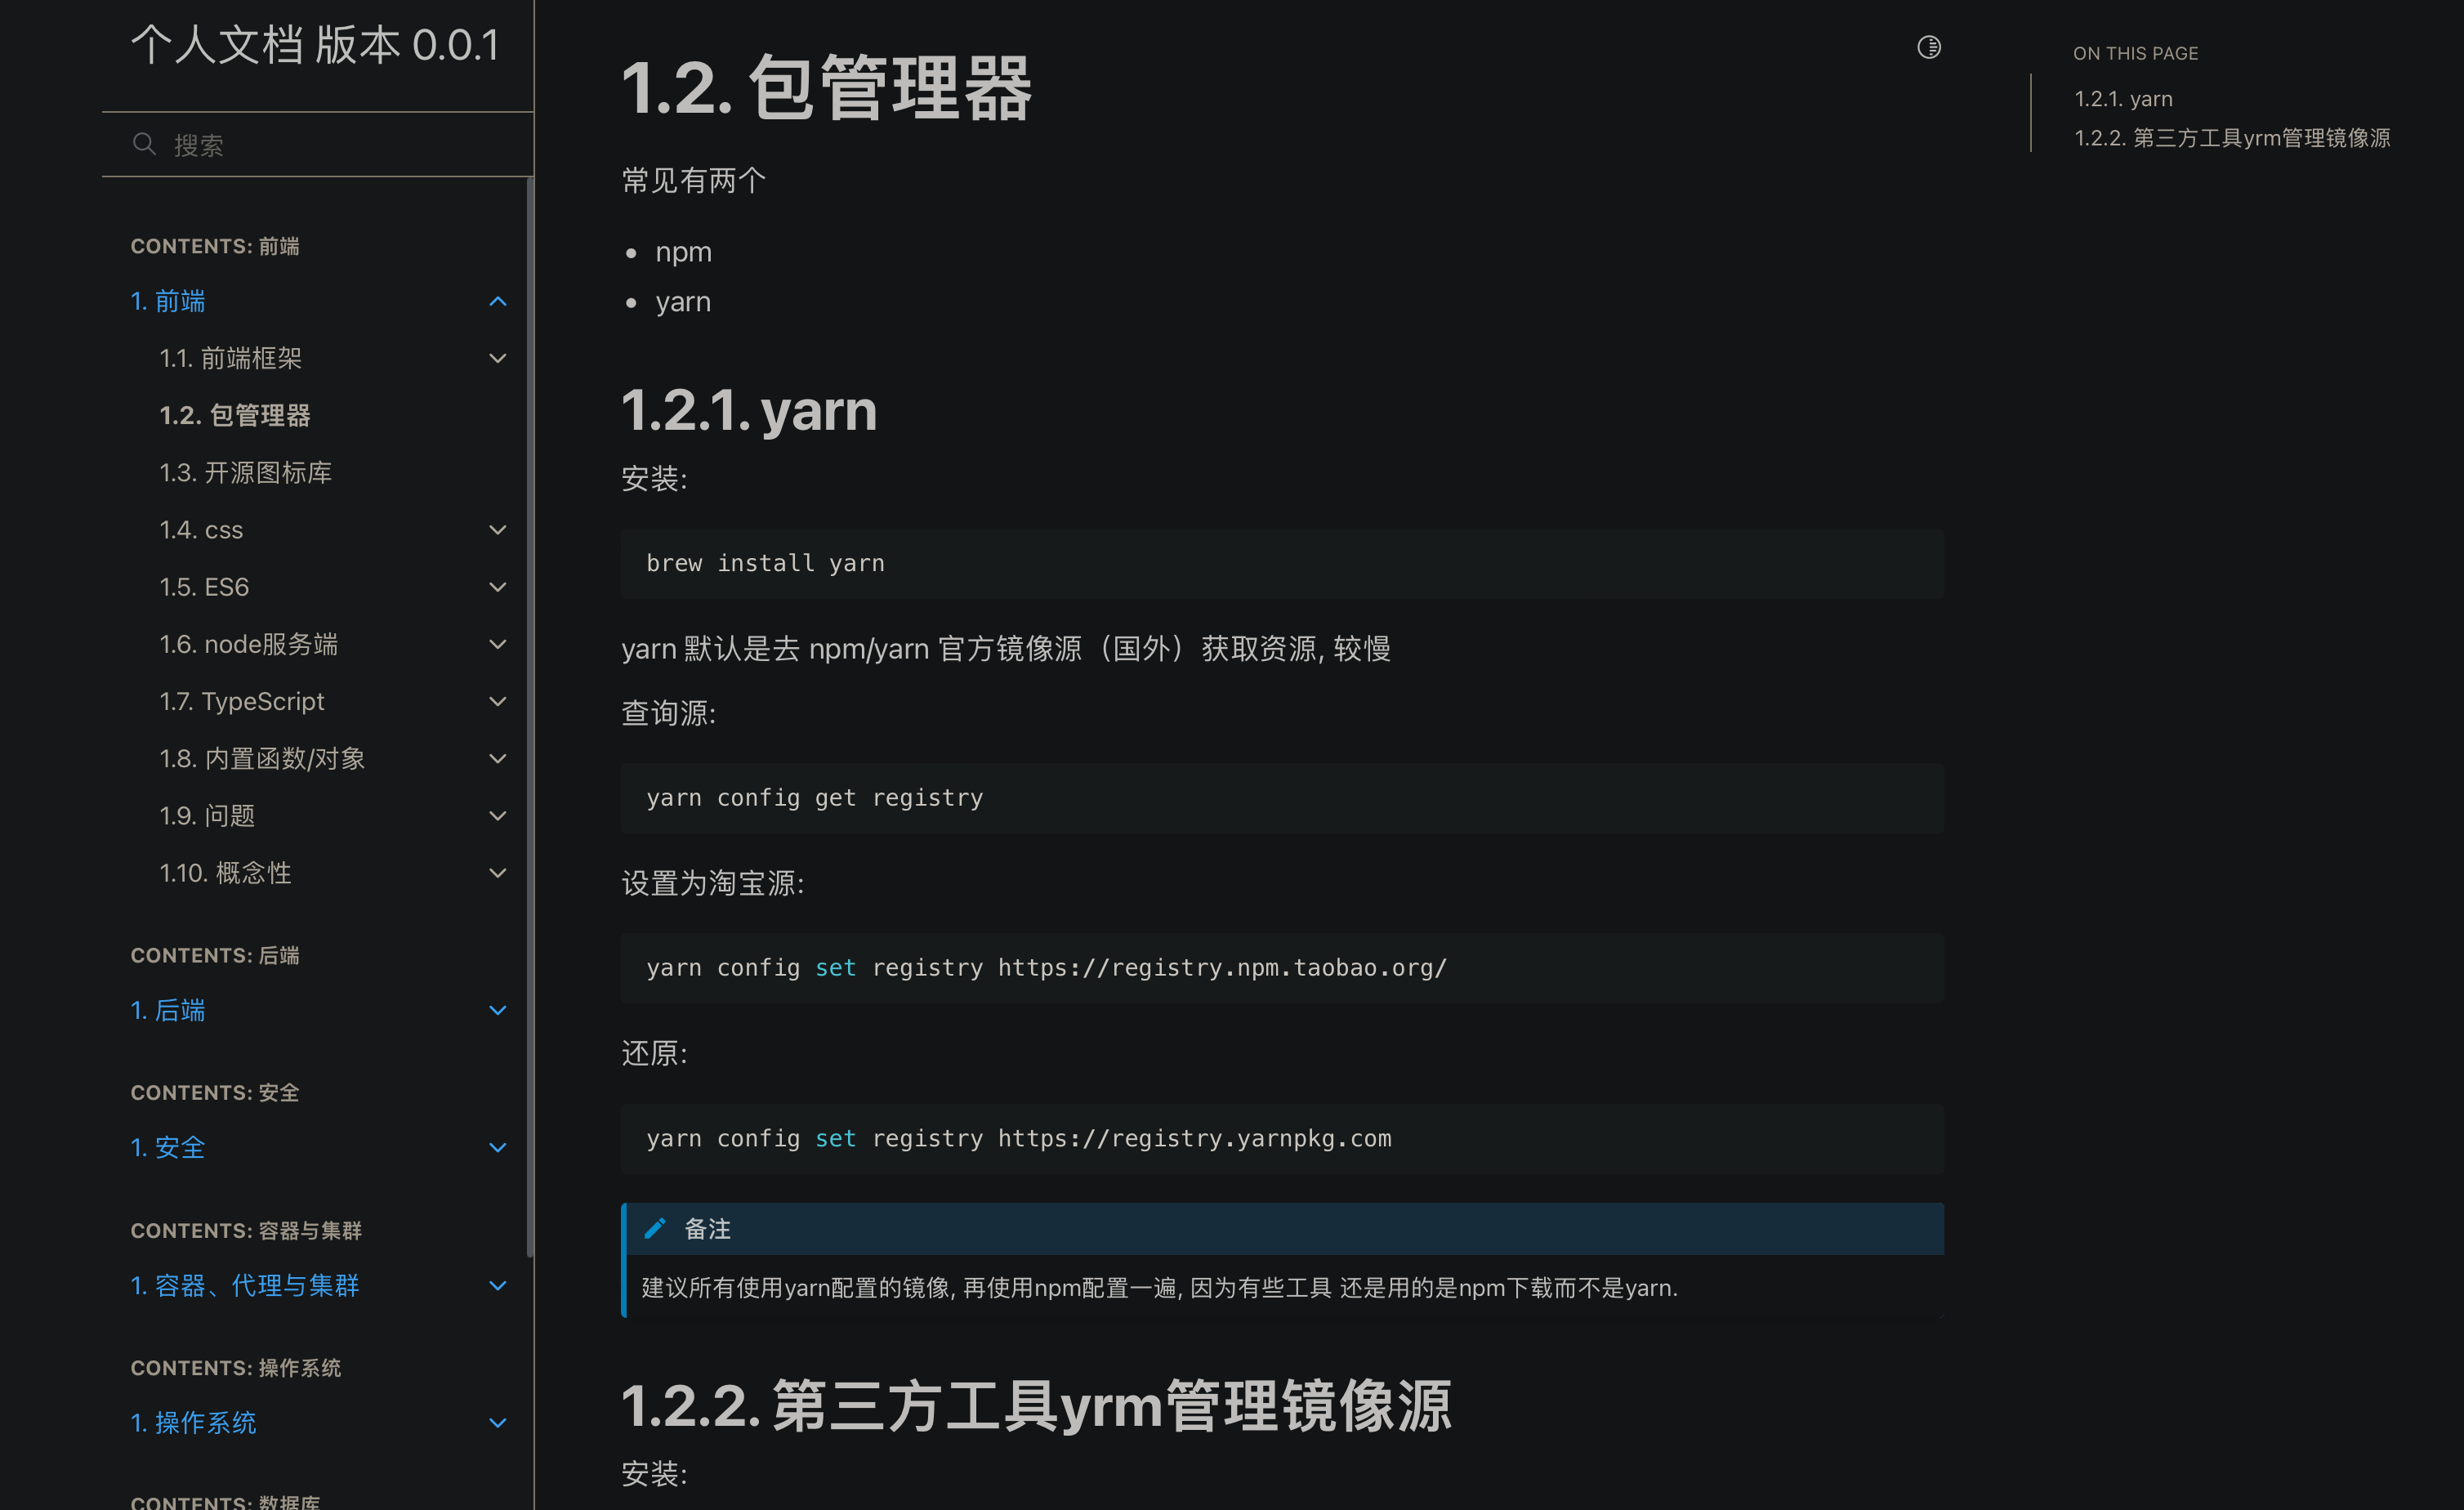 个人文档 版本 0.0.1
搜索
CONTENTS: 前端
1. 前端
1.1. 前端框架
1.2. 包管理器
1.3. 开源图标库
1.4. css
1.5. ES6
1.6. node服务端
1.7. TypeScript
1.8. 内置函数/对象
1.9. 问题
1.10. 概念性
CONTENTS: 后端
1. 后端
CONTENTS: 安全
1. 安全
CONTENTS: 容器与集群
1. 容器、代理与集群
CONTENTS: 操作系统
1. 操作系统
CONTENTS: 数据库
1.2. 包管理器
常见有两个
npm
yarn
1.2.1. yarn
安装:
brew install yarn
yarn 默认是去 npm/yarn 官方镜像源（国外）获取资源, 较慢
查询源:
yarn config get registry
设置为淘宝源:
yarn config set registry https://registry.npm.taobao.org/
还原:
yarn config set registry https://registry.yarnpkg.com
备注
建议所有使用yarn配置的镜像, 再使用npm配置一遍, 因为有些工具 还是用的是npm下载而不是yarn.
1.2.2. 第三方工具yrm管理镜像源
安装:
ON THIS PAGE
1.2.1. yarn
1.2.2. 第三方工具yrm管理镜像源